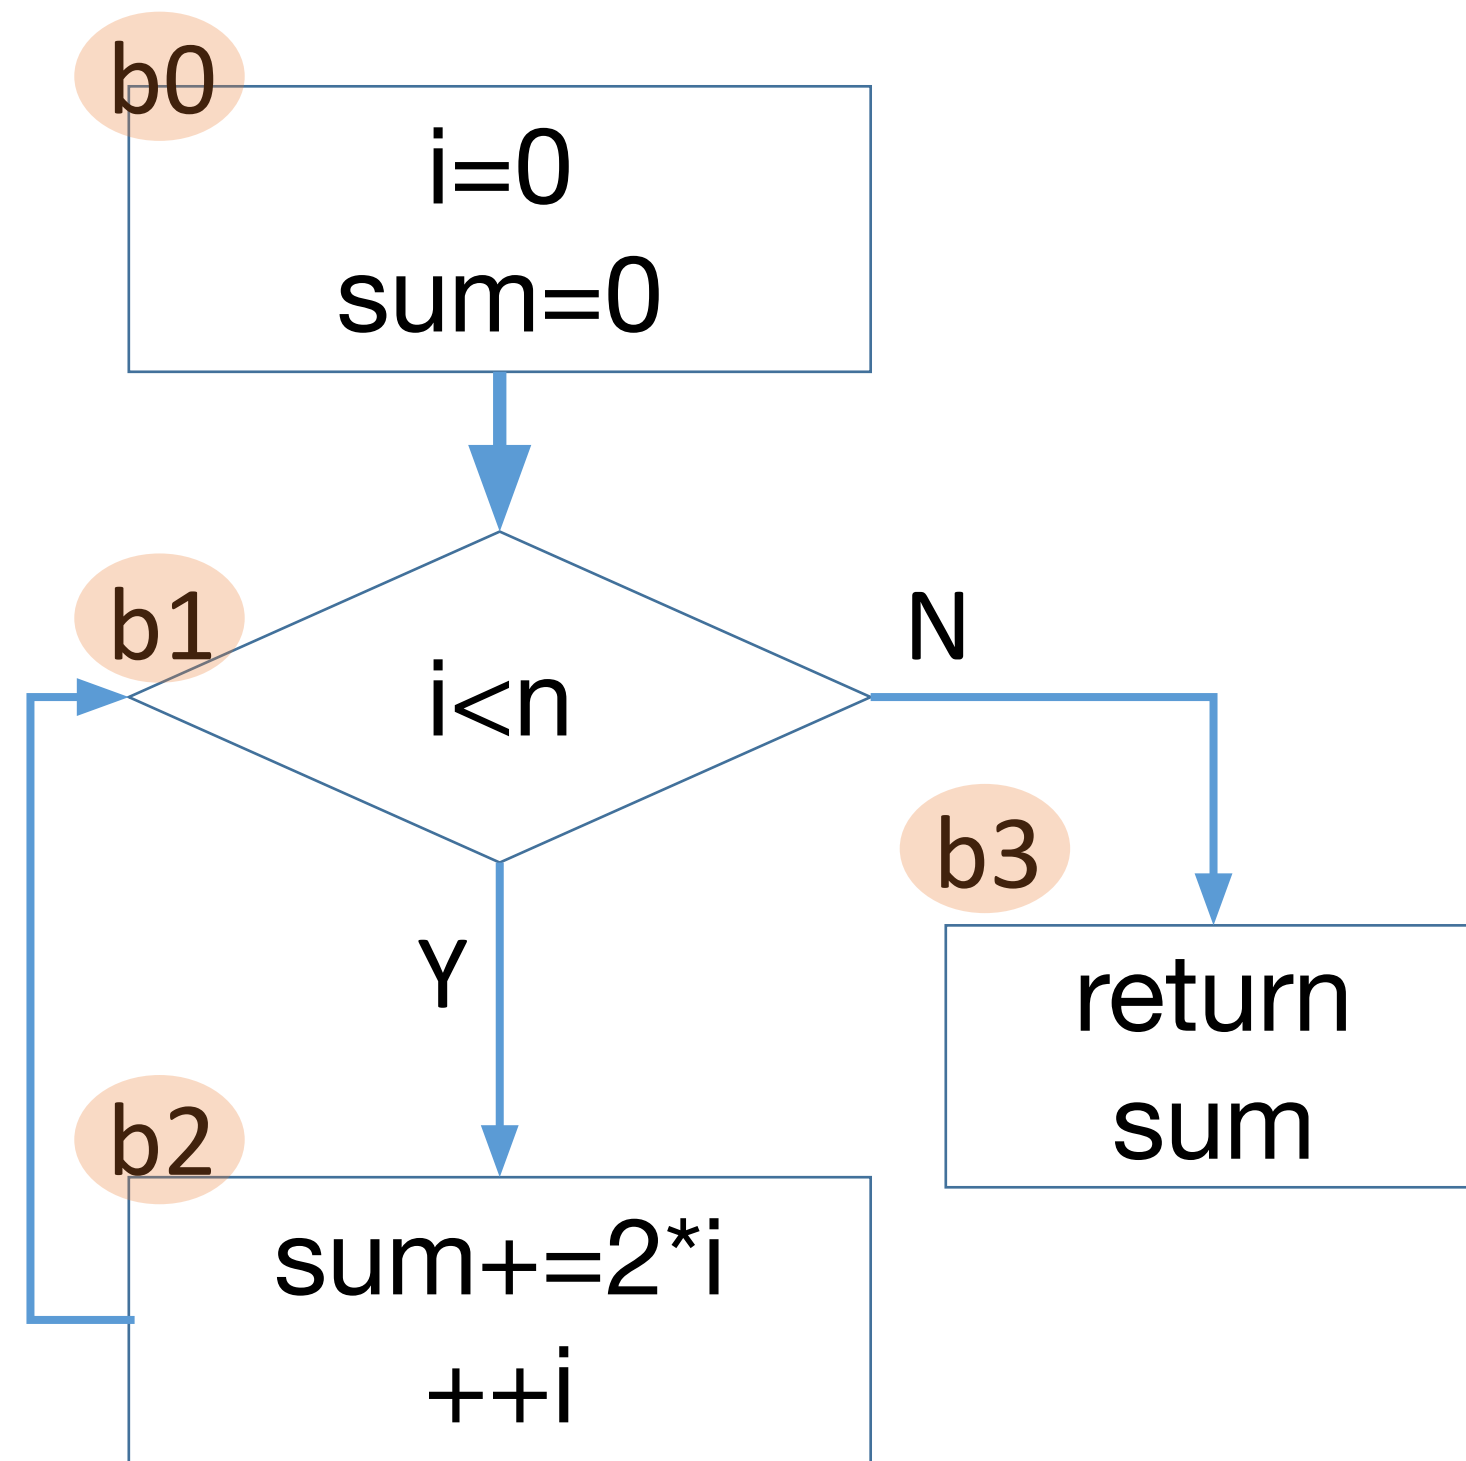 b0
i=0
sum=0
b1
i<n
N
b3
return
sum
Y
b2
sum+=2*i
++i